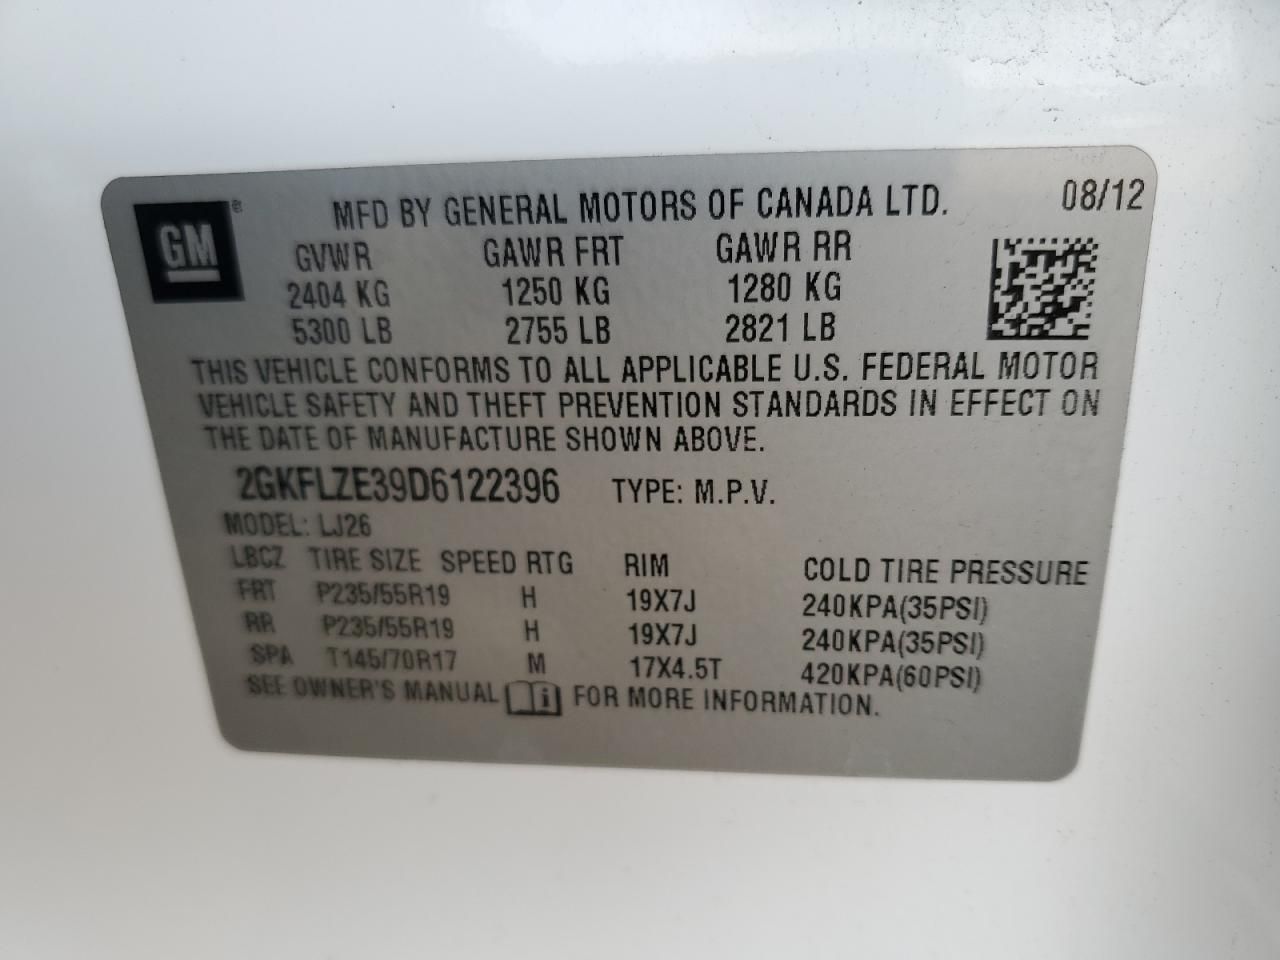 GM ®
MFD BY GENERAL MOTORS OF CANADA LTD. 08/12
GVWR GAWR FRT GAWR RR
2404 KG 1250 KG 1280 KG
5300 LB 2755 LB 2821 LB
THIS VEHICLE CONFORMS TO ALL APPLICABLE U.S. FEDERAL MOTOR
VEHICLE SAFETY AND THEFT PREVENTION STANDARDS IN EFFECT ON
THE DATE OF MANUFACTURE SHOWN ABOVE.
2GKFLZE39D6122396 TYPE: M.P.V.
MODEL: LJ26
LBCZ TIRE SIZE SPEED RTG RIM COLD TIRE PRESSURE
FRT P235/55R19 H 19X7J 240KPA(35PSI)
RR P235/55R19 H 19X7J 240KPA(35PSI)
SPA T145/70R17 M 17X4.5T 420KPA(60PSI)
SEE OWNER'S MANUAL i FOR MORE INFORMATION.